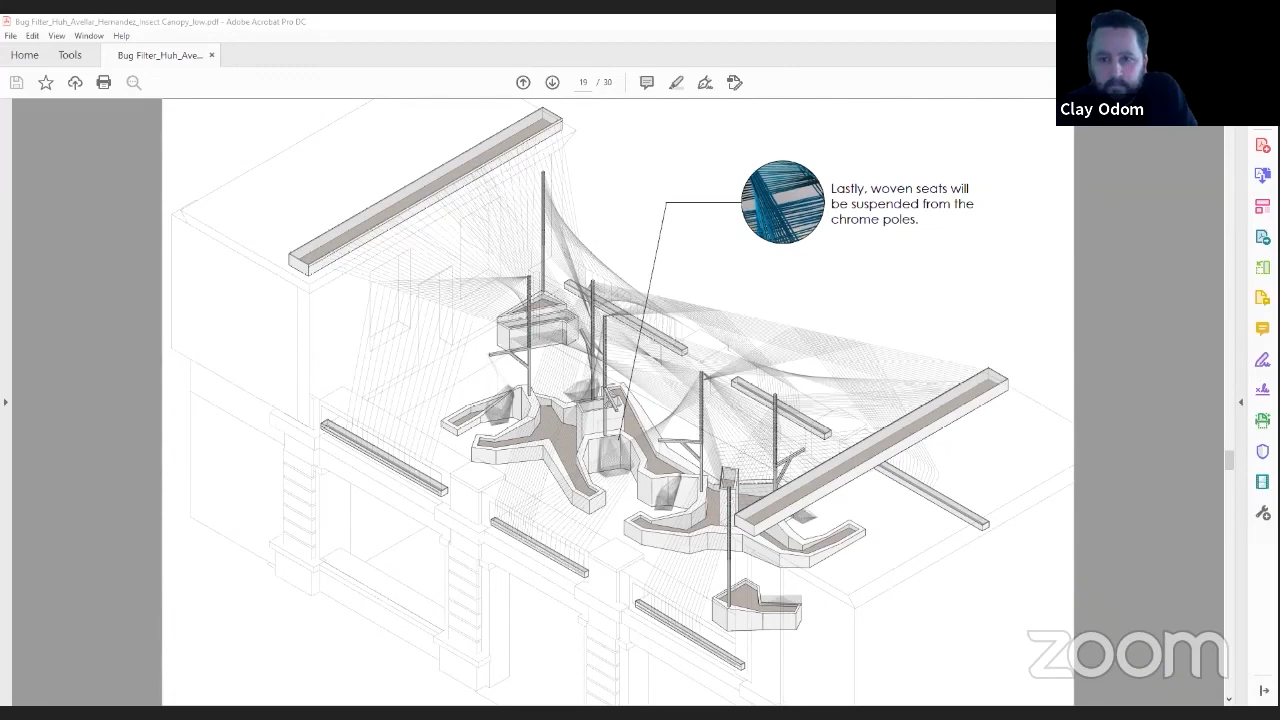 Bug Filter_Huh_Avellar_Hernandez_Insect Canopy_low.pdf - Adobe Acrobat Pro DC
File Edit View Window Help
Home Tools Bug Filter_Huh_Ave... ×
19 / 30
Clay Odom
Lastly, woven seats will
be suspended from the
chrome poles.
zoom